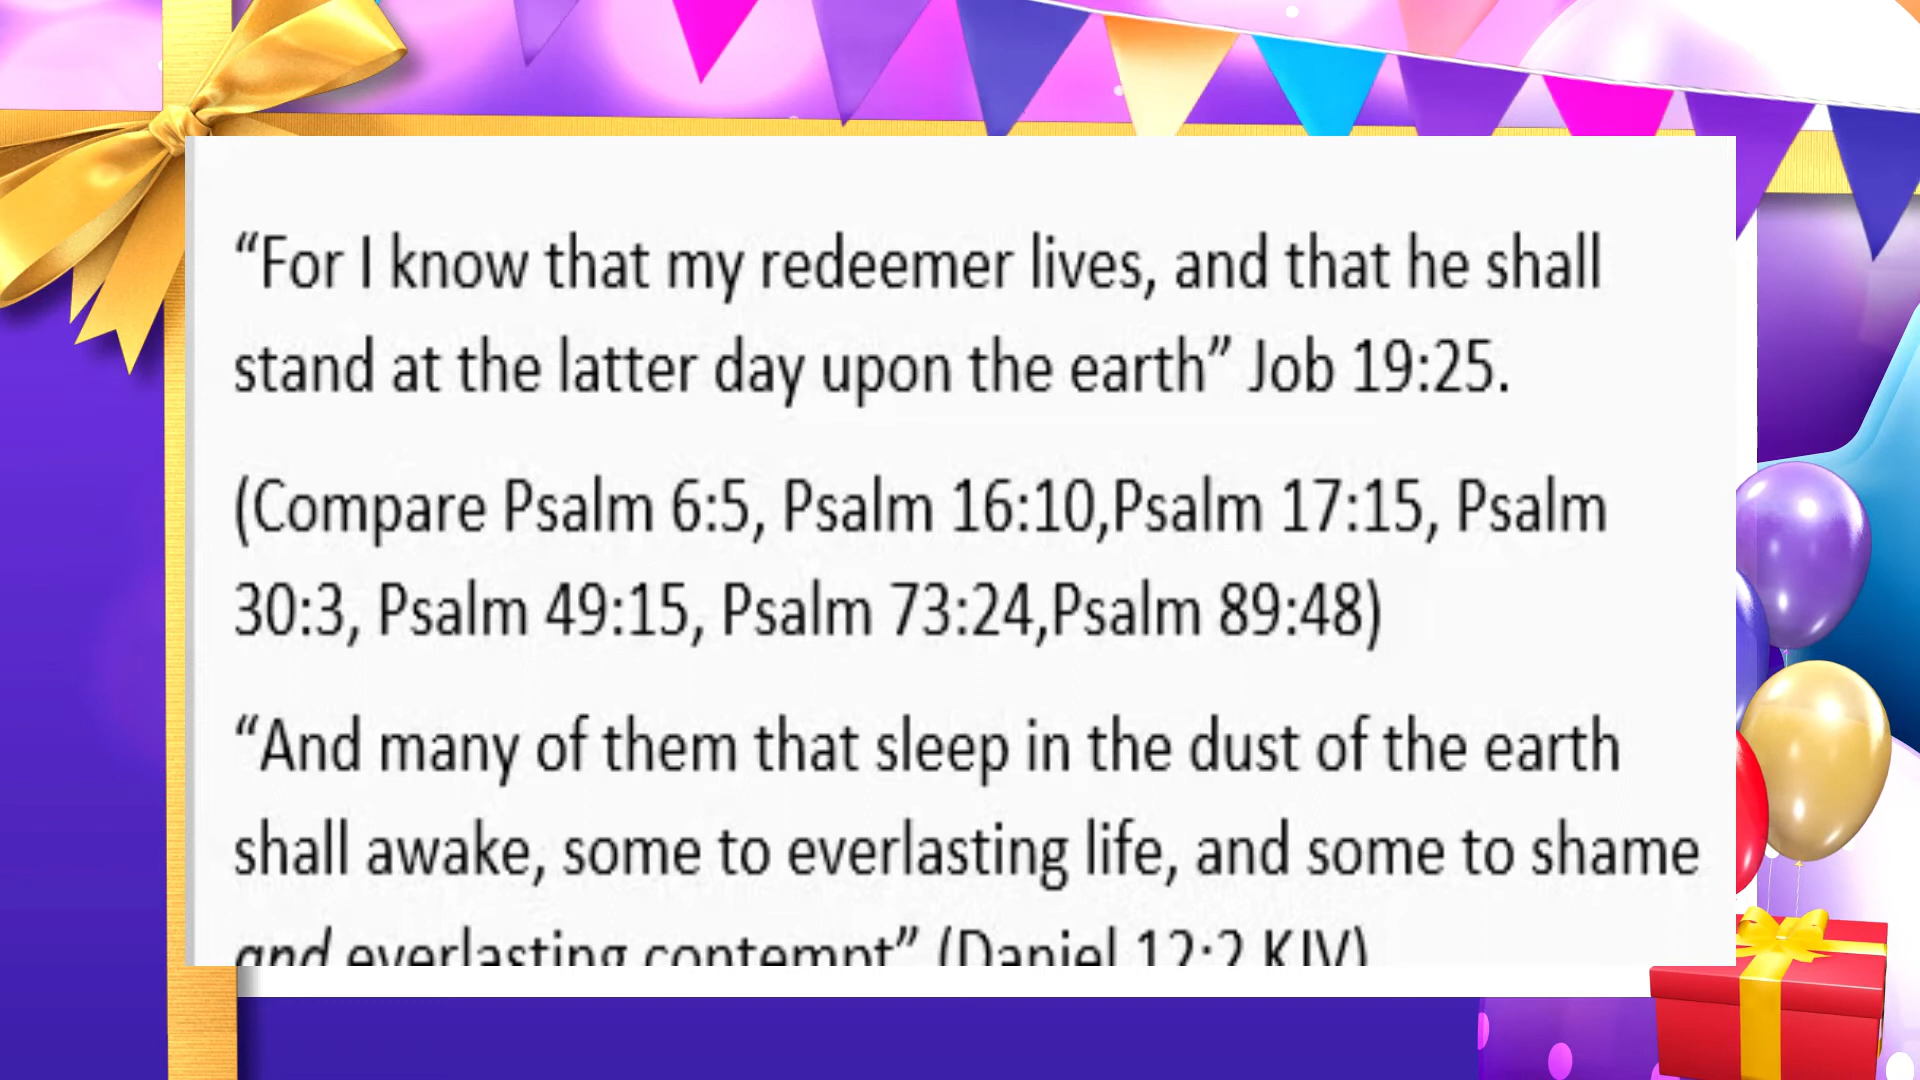 “For I know that my redeemer lives, and that he shall
stand at the latter day upon the earth” Job 19:25.
(Compare Psalm 6:5, Psalm 16:10,Psalm 17:15, Psalm
30:3, Psalm 49:15, Psalm 73:24,Psalm 89:48)
“And many of them that sleep in the dust of the earth
shall awake, some to everlasting life, and some to shame
and everlasting contempt” (Daniel 12:2 KJV)